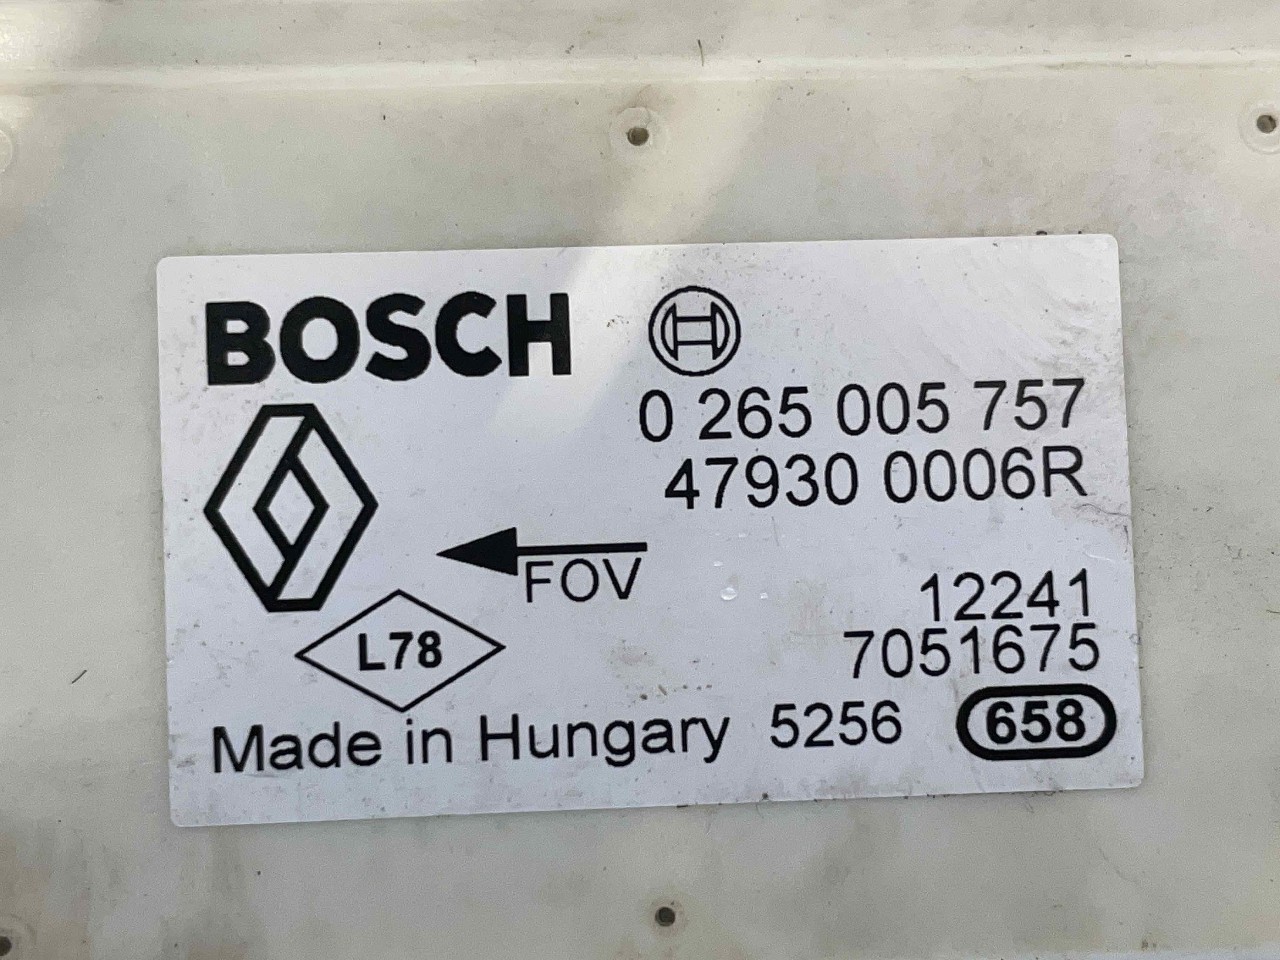 BOSCH
0 265 005 757
47930 0006R
FOV
12241
L78
7051675
Made in Hungary 5256 658